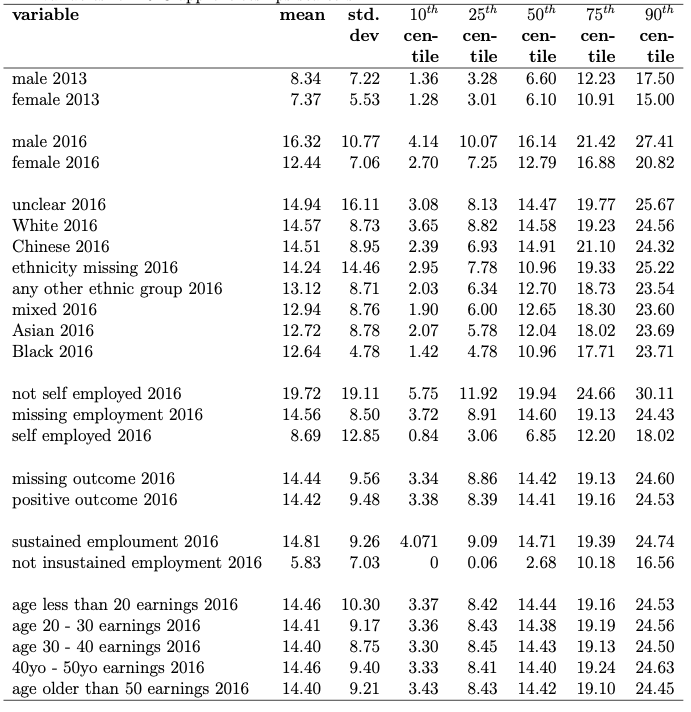 variable mean std. 10th 25th 50th 75th 90th
dev cen- cen- cen- cen- cen-
tile tile tile tile tile
male 2013 8.34 7.22 1.36 3.28 6.60 12.23 17.50
female 2013 7.37 5.53 1.28 3.01 6.10 10.91 15.00
male 2016 16.32 10.77 4.14 10.07 16.14 21.42 27.41
female 2016 12.44 7.06 2.70 7.25 12.79 16.88 20.82
unclear 2016 14.94 16.11 3.08 8.13 14.47 19.77 25.67
White 2016 14.57 8.73 3.65 8.82 14.58 19.23 24.56
Chinese 2016 14.51 8.95 2.39 6.93 14.91 21.10 24.32
ethnicity missing 2016 14.24 14.46 2.95 7.78 10.96 19.33 25.22
any other ethnic group 2016 13.12 8.71 2.03 6.34 12.70 18.73 23.54
mixed 2016 12.94 8.76 1.90 6.00 12.65 18.30 23.60
Asian 2016 12.72 8.78 2.07 5.78 12.04 18.02 23.69
Black 2016 12.64 4.78 1.42 4.78 10.96 17.71 23.71
not self employed 2016 19.72 19.11 5.75 11.92 19.94 24.66 30.11
missing employment 2016 14.56 8.50 3.72 8.91 14.60 19.13 24.43
self employed 2016 8.69 12.85 0.84 3.06 6.85 12.20 18.02
missing outcome 2016 14.44 9.56 3.34 8.86 14.42 19.13 24.60
positive outcome 2016 14.42 9.48 3.38 8.39 14.41 19.16 24.53
sustained emploument 2016 14.81 9.26 4.071 9.09 14.71 19.39 24.74
not insustained employment 2016 5.83 7.03 0 0.06 2.68 10.18 16.56
age less than 20 earnings 2016 14.46 10.30 3.37 8.42 14.44 19.16 24.53
age 20 - 30 earnings 2016 14.41 9.17 3.36 8.43 14.38 19.19 24.56
age 30 - 40 earnings 2016 14.40 8.75 3.30 8.45 14.43 19.13 24.50
40yo - 50yo earnings 2016 14.46 9.40 3.33 8.41 14.40 19.24 24.63
age older than 50 earnings 2016 14.40 9.21 3.43 8.43 14.42 19.10 24.45